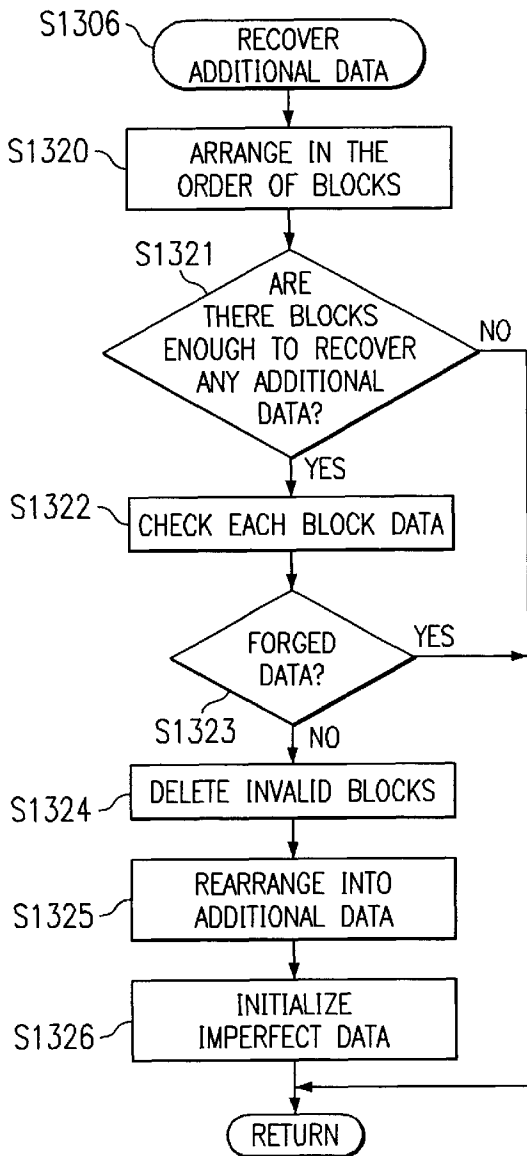 S1306
RECOVER
ADDITIONAL DATA
S1320
ARRANGE IN THE
ORDER OF BLOCKS
S1321
ARE
THERE BLOCKS
ENOUGH TO RECOVER
ANY ADDITIONAL
DATA?
NO
YES
S1322
CHECK EACH BLOCK DATA
FORGED
DATA?
YES
S1323
NO
S1324
DELETE INVALID BLOCKS
S1325
REARRANGE INTO
ADDITIONAL DATA
S1326
INITIALIZE
IMPERFECT DATA
RETURN